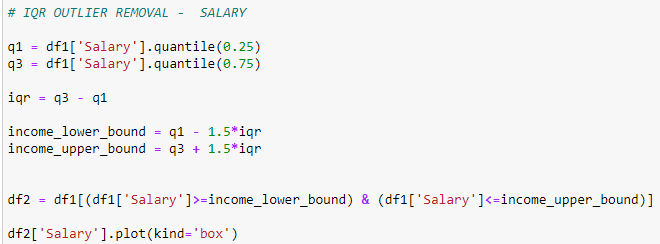 # IQR OUTLIER REMOVAL -  SALARY
q1 = df1['Salary'].quantile(0.25)
q3 = df1['Salary'].quantile(0.75)
iqr = q3 - q1
income_lower_bound = q1 - 1.5*iqr
income_upper_bound = q3 + 1.5*iqr
df2 = df1[(df1['Salary']>=income_lower_bound) & (df1['Salary']<=income_upper_bound)]
df2['Salary'].plot(kind='box')